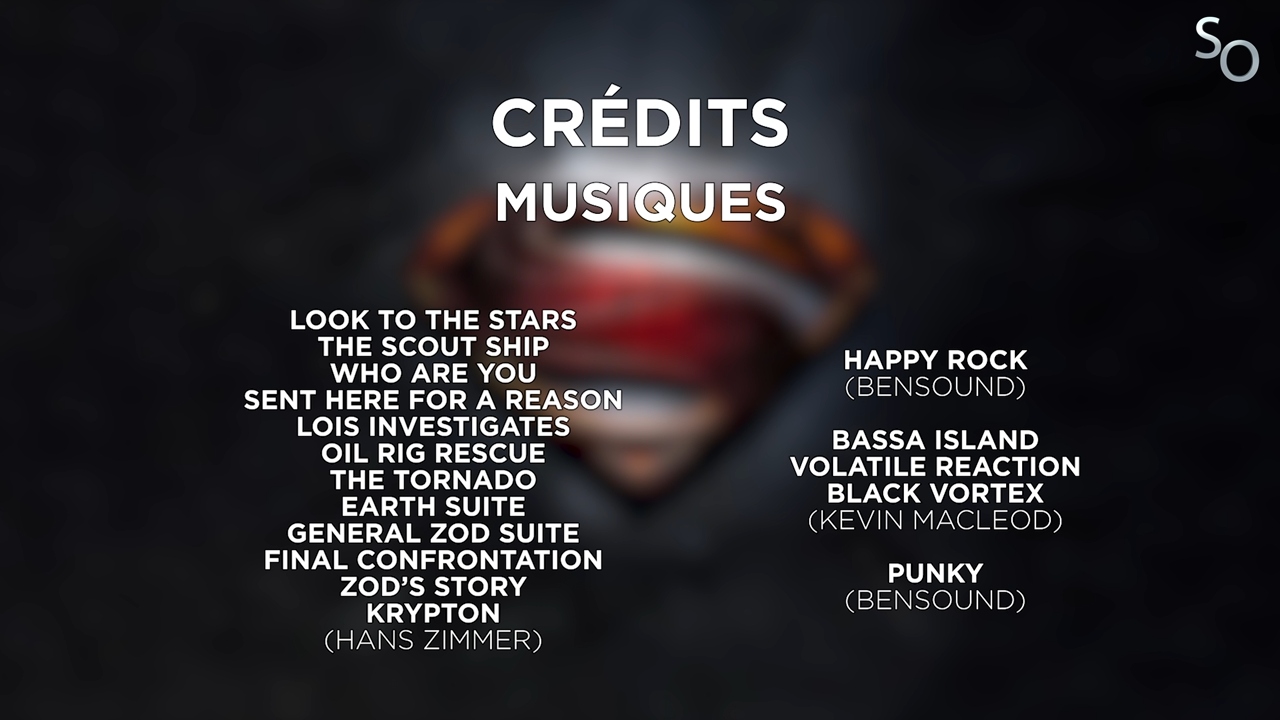 SO
CRÉDITS
MUSIQUES
LOOK TO THE STARS
THE SCOUT SHIP
WHO ARE YOU
SENT HERE FOR A REASON
LOIS INVESTIGATES
OIL RIG RESCUE
THE TORNADO
EARTH SUITE
GENERAL ZOD SUITE
FINAL CONFRONTATION
ZOD’S STORY
KRYPTON
(HANS ZIMMER)
HAPPY ROCK
(BENSOUND)
BASSA ISLAND
VOLATILE REACTION
BLACK VORTEX
(KEVIN MACLEOD)
PUNKY
(BENSOUND)